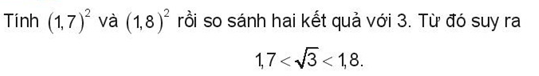 Tính (1,7)² và (1,8)² rồi so sánh hai kết quả với 3. Từ đó suy ra
1,7 < √3 < 1,8.